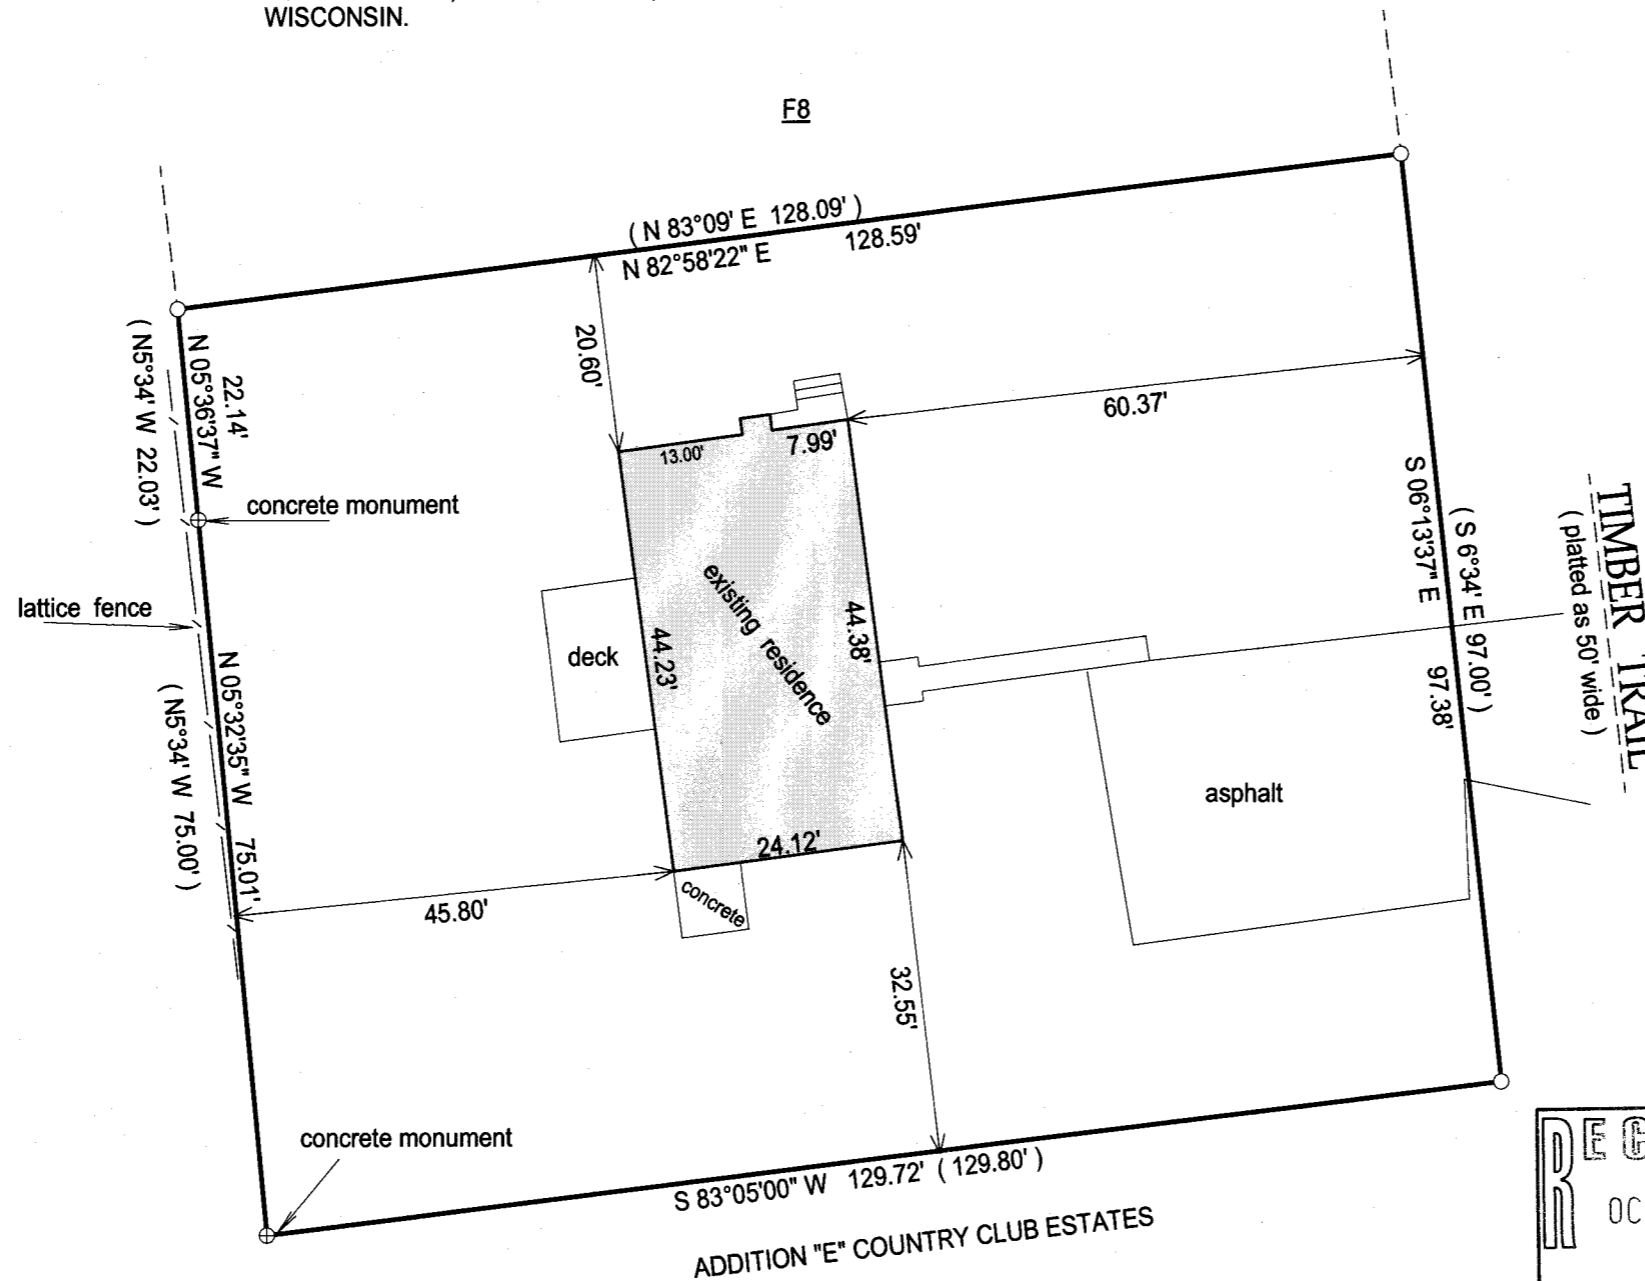 WISCONSIN.
F8
( N 83°09' E 128.09' )
N 82°58'22" E 128.59'
20.60'
( N5°34' W 22.03' )
N 05°36'37" W
22.14'
13.00'
7.99'
60.37'
concrete monument
lattice fence
deck
44.23'
existing residence
44.38'
S 06°13'37" E
97.38'
( S 6°34' E 97.00' )
TIMBER TRAIL
( platted as 50' wide )
N 05°32'35" W 75.01'
( N5°34' W 75.00' )
asphalt
24.12'
concrete
45.80'
32.55'
concrete monument
S 83°05'00" W 129.72' ( 129.80' )
ADDITION "E" COUNTRY CLUB ESTATES
REC
OC